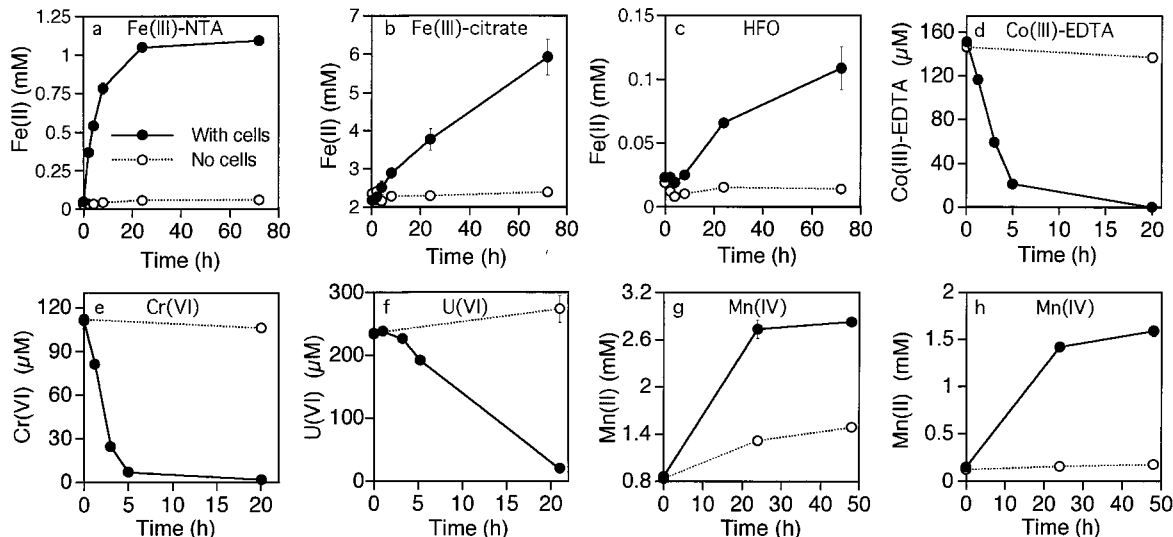 a Fe(III)-NTA
Fe(II) (mM)
1.25
1
0.75
0.5
0.25
0
With cells
No cells
0 20 40 60 80
Time (h)
b Fe(III)-citrate
Fe(II) (mM)
7
6
5
4
3
2
0 20 40 60 80
Time (h)
c HFO
Fe(II) (mM)
0.15
0.1
0.05
0
0 20 40 60 80
Time (h)
d Co(III)-EDTA
Co(III)-EDTA (µM)
160
120
80
40
0
0 5 10 15 20
Time (h)
e Cr(VI)
Cr(VI) (µM)
120
90
60
30
0
0 5 10 15 20
Time (h)
f U(VI)
U(VI) (µM)
300
200
100
0
0 5 10 15 20
Time (h)
g Mn(IV)
Mn(II) (mM)
3.2
2.6
2
1.4
0.8
0 10 20 30 40 50
Time (h)
h Mn(IV)
Mn(II) (mM)
2
1.5
1
0.5
0
0 10 20 30 40 50
Time (h)